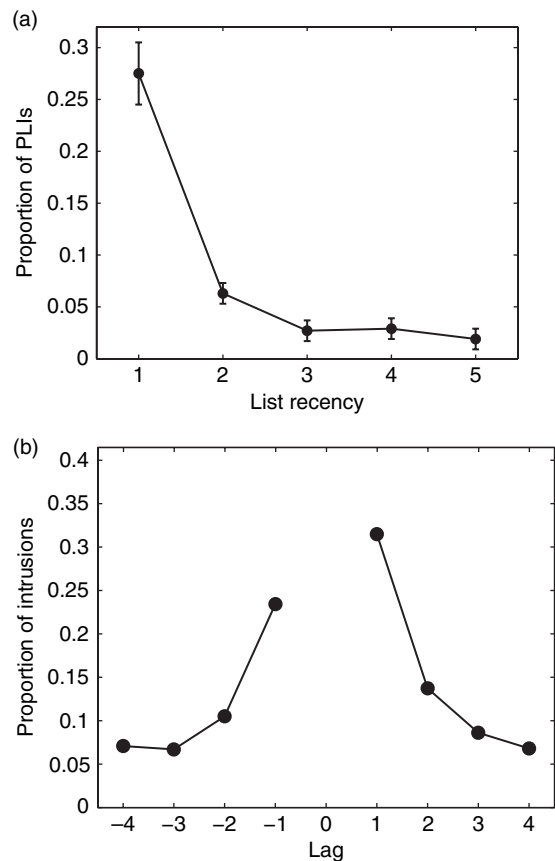 (a)
Proportion of PLIs
0.3
0.25
0.2
0.15
0.1
0.05
0
1 2 3 4 5
List recency
(b)
Proportion of intrusions
0.4
0.35
0.3
0.25
0.2
0.15
0.1
0.05
0
−4 −3 −2 −1 0 1 2 3 4
Lag